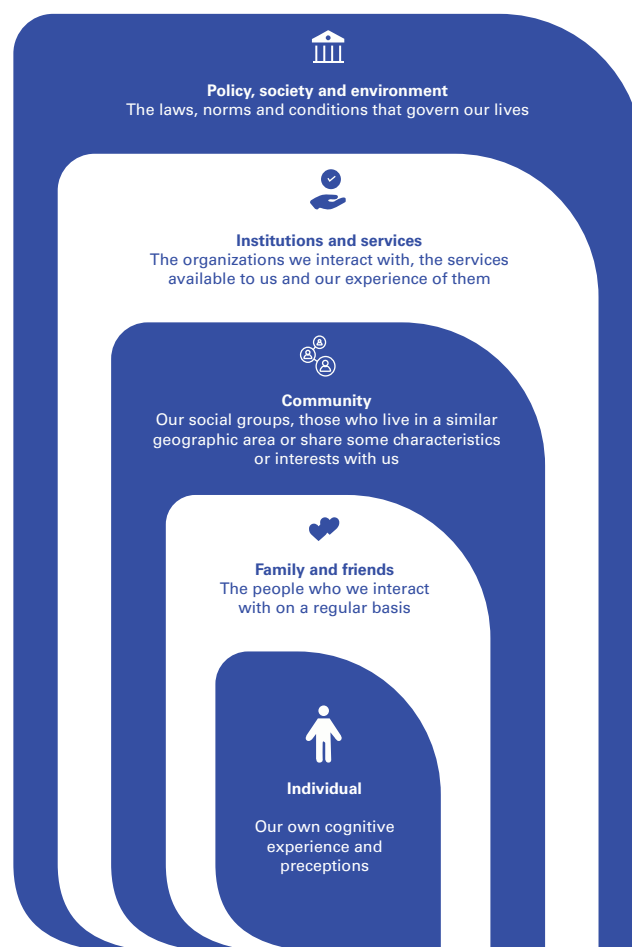 Policy, society and environment
The laws, norms and conditions that govern our lives
Institutions and services
The organizations we interact with, the services
available to us and our experience of them
Community
Our social groups, those who live in a similar
geographic area or share some characteristics
or interests with us
Family and friends
The people who we interact
with on a regular basis
Individual
Our own cognitive
experience and
preceptions